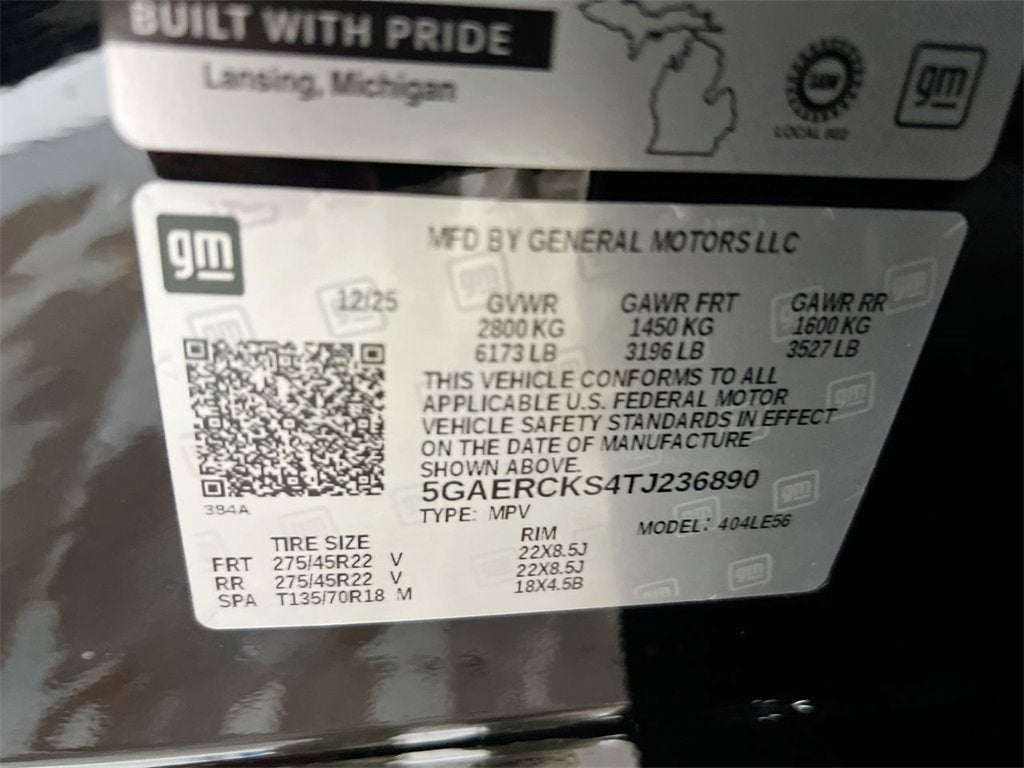 BUILT WITH PRIDE
Lansing, Michigan
LOCAL 602
gm
gm
MFD BY GENERAL MOTORS LLC
12/25
GVWR GAWR FRT GAWR RR
2800 KG 1450 KG 1600 KG
6173 LB 3196 LB 3527 LB
THIS VEHICLE CONFORMS TO ALL
APPLICABLE U.S. FEDERAL MOTOR
VEHICLE SAFETY STANDARDS IN EFFECT
ON THE DATE OF MANUFACTURE
SHOWN ABOVE.
5GAERCKS4TJ236890
384A
TYPE: MPV MODEL: 404LE56
TIRE SIZE RIM
FRT 275/45R22 V 22X8.5J
RR 275/45R22 V 22X8.5J
SPA T135/70R18 M 18X4.5B